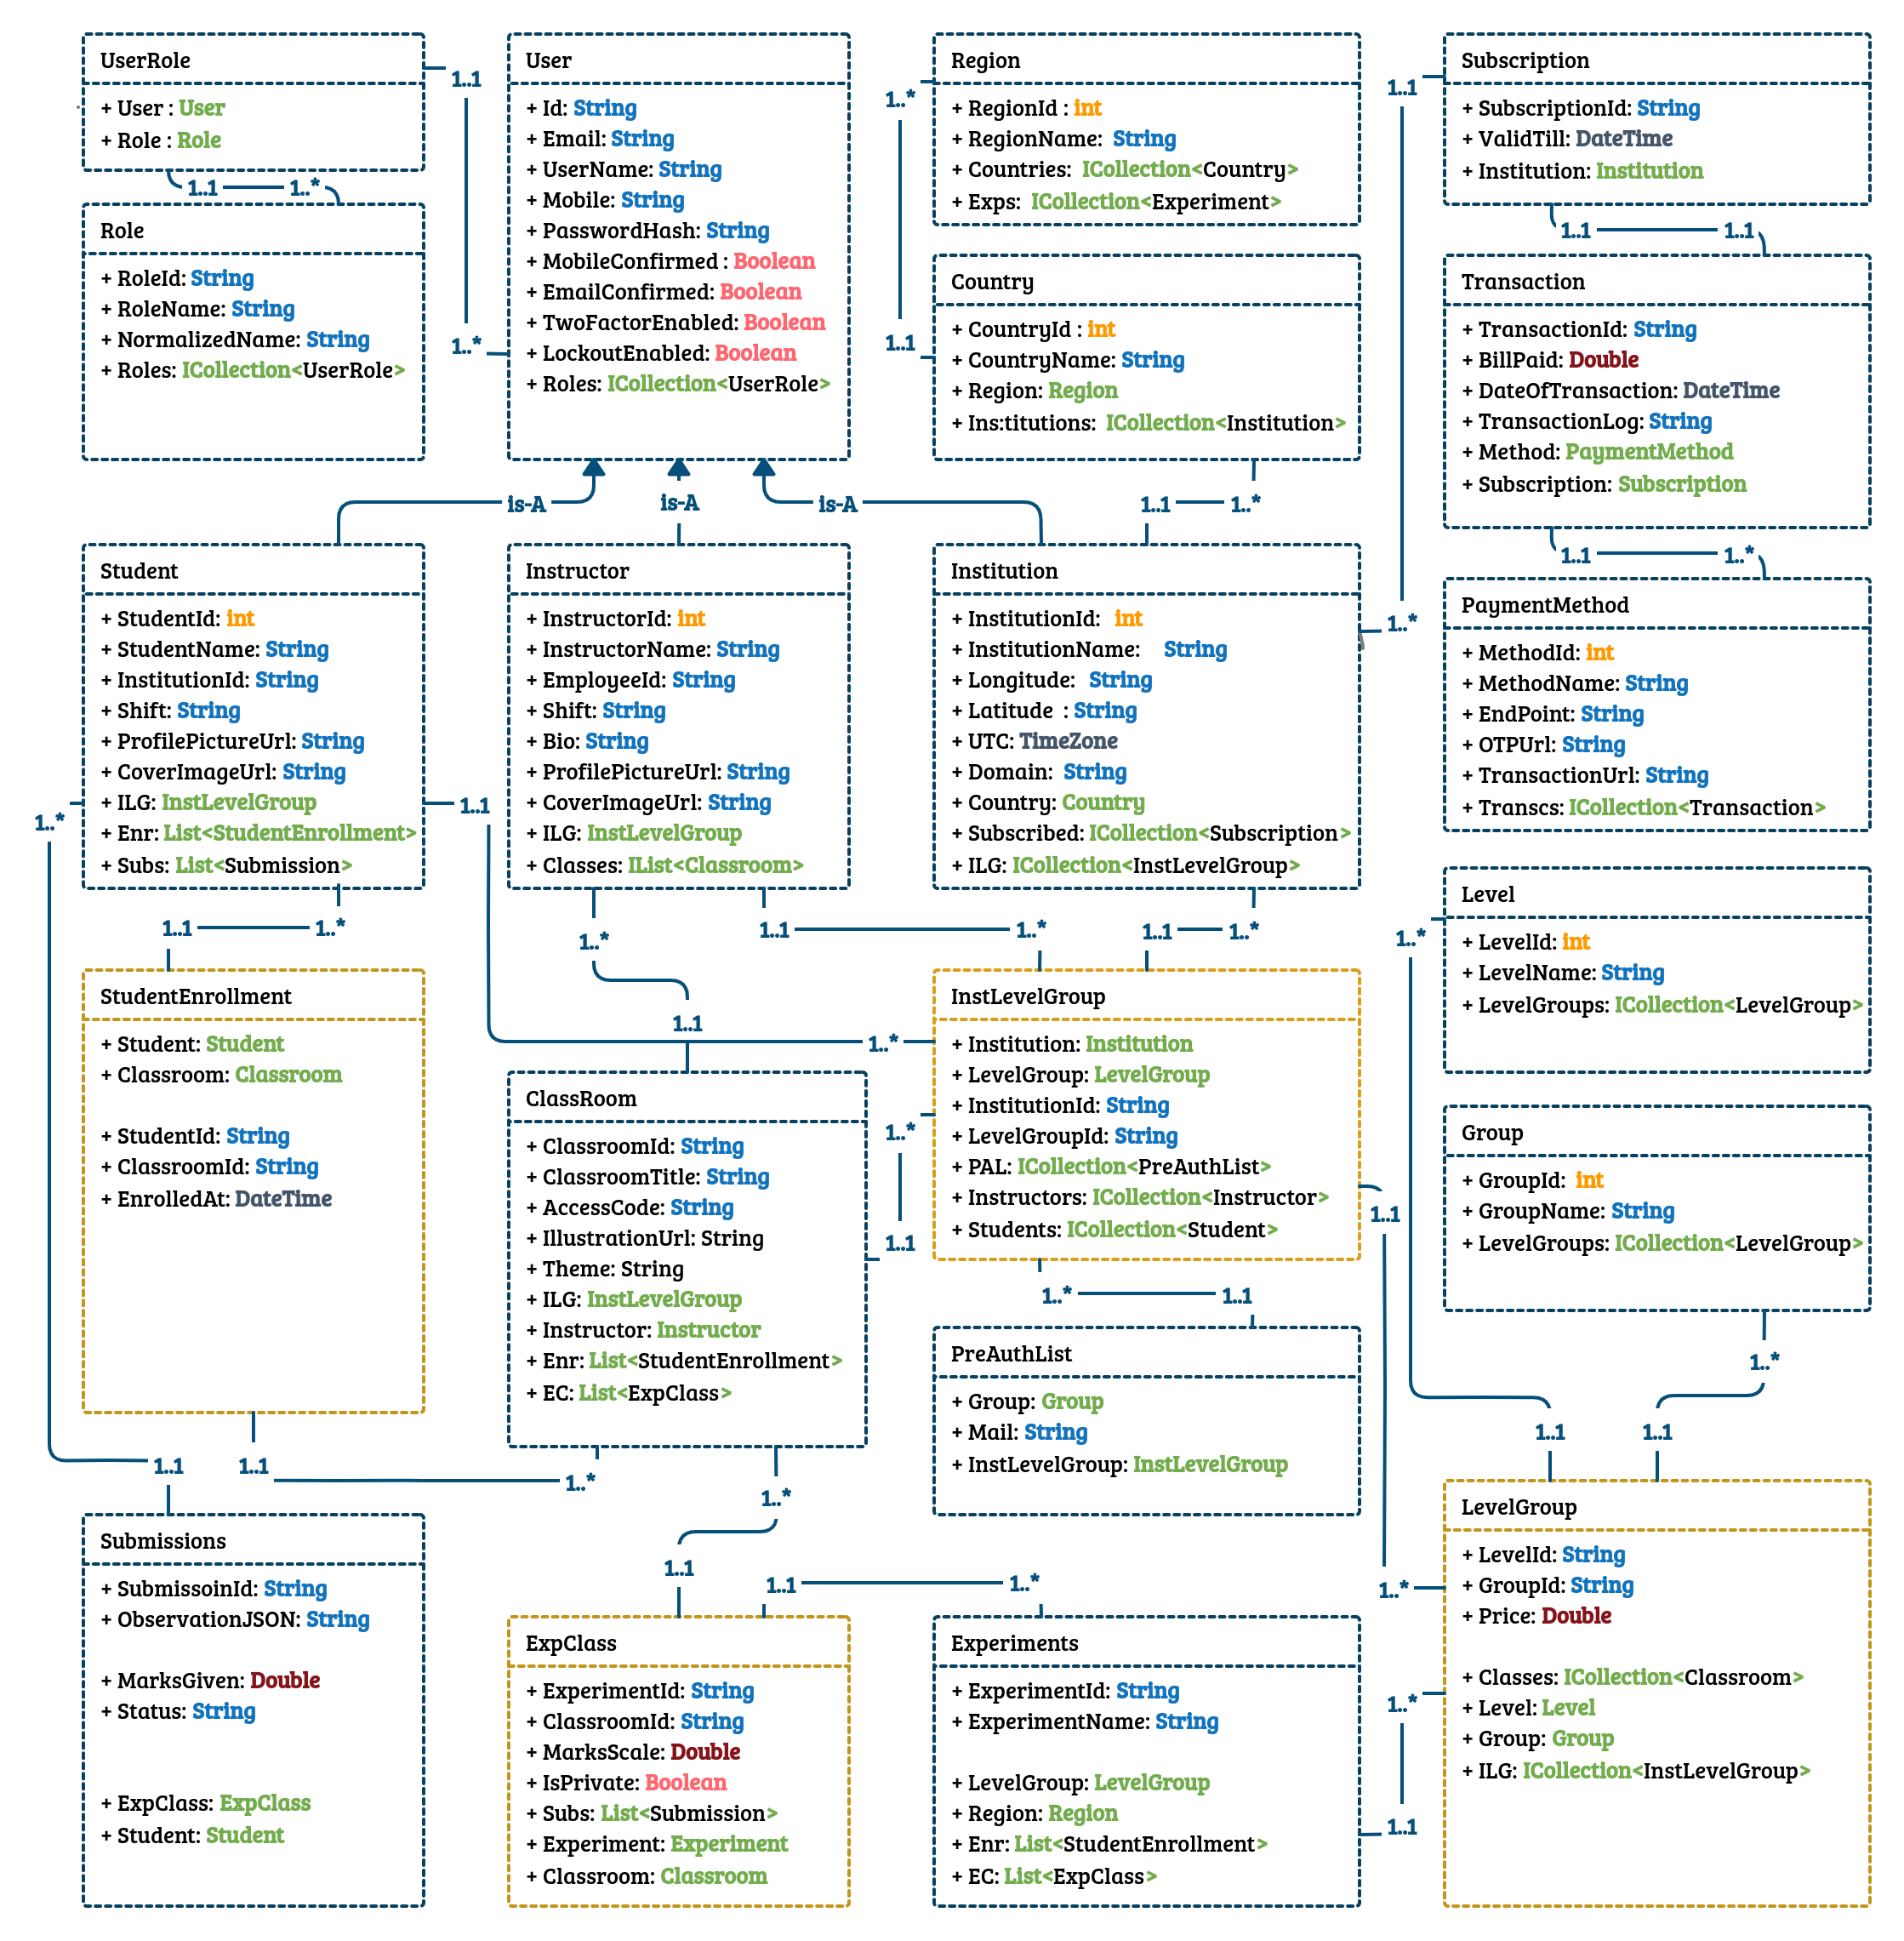 UserRole
+ User : User
+ Role : Role
1..1
1..*
1..1
1..*
Role
+ RoleId: String
+ RoleName: String
+ NormalizedName: String
+ Roles: ICollection<UserRole>
User
+ Id: String
+ Email: String
+ UserName: String
+ Mobile: String
+ PasswordHash: String
+ MobileConfirmed : Boolean
+ EmailConfirmed: Boolean
+ TwoFactorEnabled: Boolean
+ LockoutEnabled: Boolean
+ Roles: ICollection<UserRole>
Region
+ RegionId : int
+ RegionName: String
+ Countries: ICollection<Country>
+ Exps: ICollection<Experiment>
1..*
1..1
Country
+ CountryId : int
+ CountryName: String
+ Region: Region
+ Ins:titutions: ICollection<Institution>
1..1
1..*
Subscription
+ SubscriptionId: String
+ ValidTill: DateTime
+ Institution: Institution
1..1
1..*
1..1
1..1
Transaction
+ TransactionId: String
+ BillPaid: Double
+ DateOfTransaction: DateTime
+ TransactionLog: String
+ Method: PaymentMethod
+ Subscription: Subscription
1..1
1..*
PaymentMethod
+ MethodId: int
+ MethodName: String
+ EndPoint: String
+ OTPUrl: String
+ TransactionUrl: String
+ Transcs: ICollection<Transaction>
is-A
is-A
is-A
Student
+ StudentId: int
+ StudentName: String
+ InstitutionId: String
+ Shift: String
+ ProfilePictureUrl: String
+ CoverImageUrl: String
+ ILG: InstLevelGroup
+ Enr: List<StudentEnrollment>
+ Subs: List<Submission>
1..*
1..1
1..1
1..*
Instructor
+ InstructorId: int
+ InstructorName: String
+ EmployeeId: String
+ Shift: String
+ Bio: String
+ ProfilePictureUrl: String
+ CoverImageUrl: String
+ ILG: InstLevelGroup
+ Classes: IList<Classroom>
1..*
1..1
1..1
1..*
Institution
+ InstitutionId: int
+ InstitutionName: String
+ Longitude: String
+ Latitude : String
+ UTC: TimeZone
+ Domain: String
+ Country: Country
+ Subscribed: ICollection<Subscription>
+ ILG: ICollection<InstLevelGroup>
1..1
1..*
Level
+ LevelId: int
+ LevelName: String
+ LevelGroups: ICollection<LevelGroup>
1..*
StudentEnrollment
+ Student: Student
+ Classroom: Classroom
+ StudentId: String
+ ClassroomId: String
+ EnrolledAt: DateTime
1..1
1..1
1..*
ClassRoom
+ ClassroomId: String
+ ClassroomTitle: String
+ AccessCode: String
+ IllustrationUrl: String
+ Theme: String
+ ILG: InstLevelGroup
+ Instructor: Instructor
+ Enr: List<StudentEnrollment>
+ EC: List<ExpClass>
1..*
1..*
1..1
InstLevelGroup
+ Institution: Institution
+ LevelGroup: LevelGroup
+ InstitutionId: String
+ LevelGroupId: String
+ PAL: ICollection<PreAuthList>
+ Instructors: ICollection<Instructor>
+ Students: ICollection<Student>
1..1
1..*
1..1
Group
+ GroupId: int
+ GroupName: String
+ LevelGroups: ICollection<LevelGroup>
1..*
1..1
1..1
PreAuthList
+ Group: Group
+ Mail: String
+ InstLevelGroup: InstLevelGroup
Submissions
+ SubmissoinId: String
+ ObservationJSON: String
+ MarksGiven: Double
+ Status: String
+ ExpClass: ExpClass
+ Student: Student
1..*
1..1
1..1
1..*
ExpClass
+ ExperimentId: String
+ ClassroomId: String
+ MarksScale: Double
+ IsPrivate: Boolean
+ Subs: List<Submission>
+ Experiment: Experiment
+ Classroom: Classroom
Experiments
+ ExperimentId: String
+ ExperimentName: String
+ LevelGroup: LevelGroup
+ Region: Region
+ Enr: List<StudentEnrollment>
+ EC: List<ExpClass>
1..*
1..*
1..1
LevelGroup
+ LevelId: String
+ GroupId: String
+ Price: Double
+ Classes: ICollection<Classroom>
+ Level: Level
+ Group: Group
+ ILG: ICollection<InstLevelGroup>